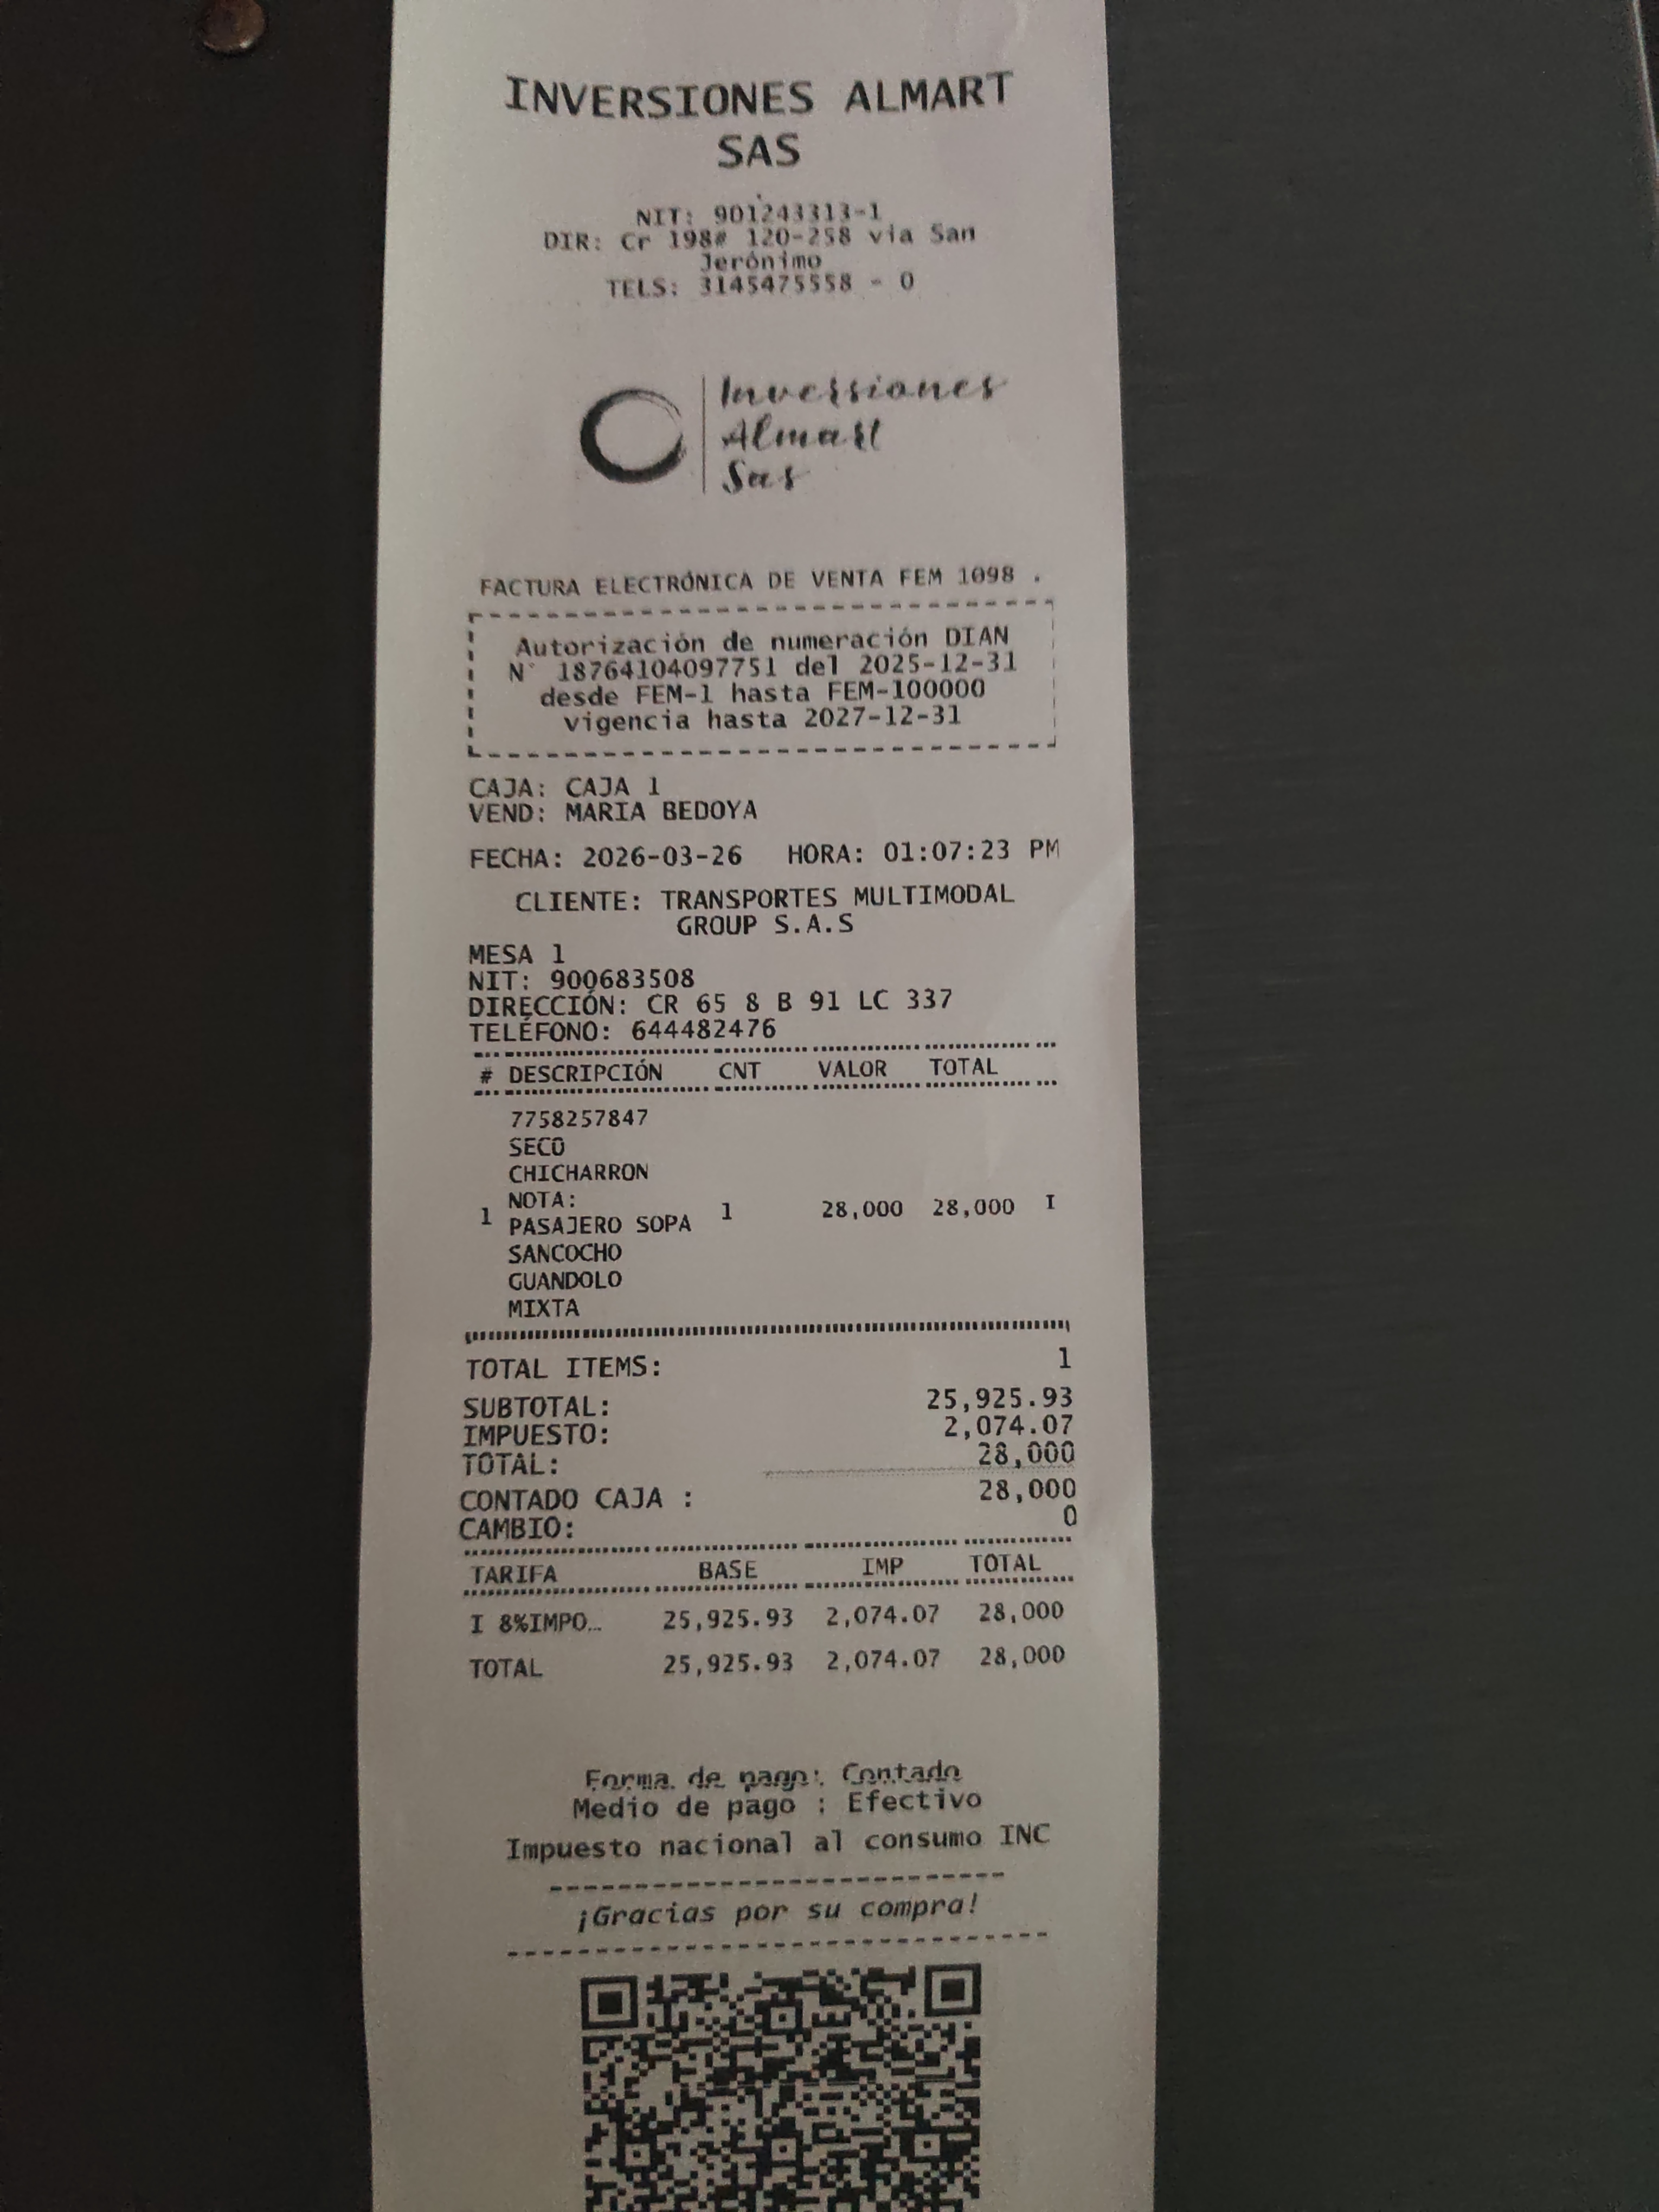 INVERSIONES ALMART
SAS
NIT: 901243313-1
DIR: Cr 198# 120-258 via San
Jerónimo
TELS: 3145475558 - 0
Inversiones
Almart
Sas
FACTURA ELECTRÓNICA DE VENTA FEM 1098 .
Autorización de numeración DIAN
N° 18764104097751 del 2025-12-31
desde FEM-1 hasta FEM-100000
vigencia hasta 2027-12-31
CAJA: CAJA 1
VEND: MARIA BEDOYA
FECHA: 2026-03-26 HORA: 01:07:23 PM
CLIENTE: TRANSPORTES MULTIMODAL
GROUP S.A.S
MESA 1
NIT: 900683508
DIRECCIÓN: CR 65 8 B 91 LC 337
TELÉFONO: 644482476
# DESCRIPCIÓN CNT VALOR TOTAL
7758257847
SECO
CHICHARRON
NOTA:
1 PASAJERO SOPA 1 28,000 28,000 I
SANCOCHO
GUANDOLO
MIXTA
TOTAL ITEMS: 1
SUBTOTAL: 25,925.93
IMPUESTO: 2,074.07
TOTAL: 28,000
CONTADO CAJA : 28,000
CAMBIO: 0
TARIFA BASE IMP TOTAL
I 8%IMPO… 25,925.93 2,074.07 28,000
TOTAL 25,925.93 2,074.07 28,000
Forma de pago: Contado
Medio de pago : Efectivo
Impuesto nacional al consumo INC
¡Gracias por su compra!